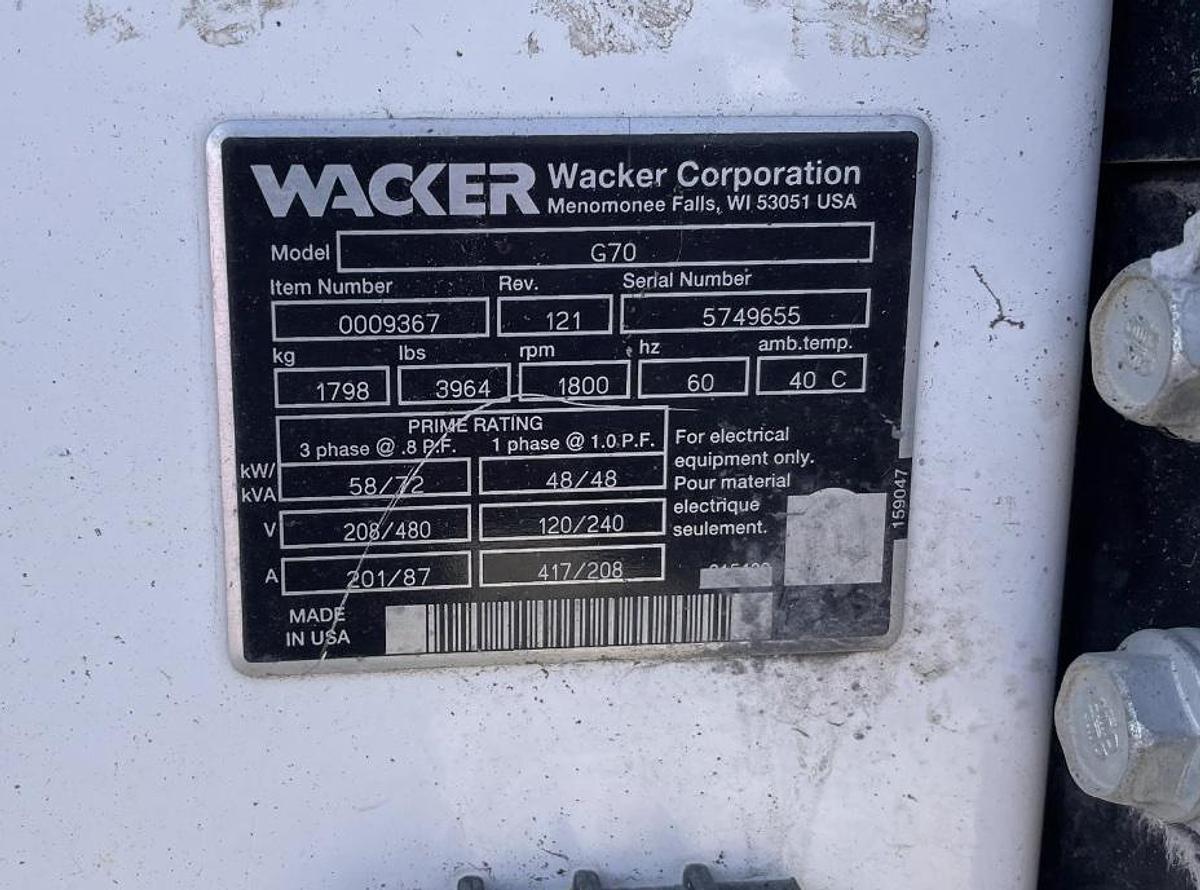 WACKER Wacker Corporation
Menomonee Falls, WI 53051 USA
Model G70
Item Number Rev. Serial Number
0009367 121 5749655
kg lbs rpm hz amb.temp.
1798 3964 1800 60 40 C
PRIME RATING
3 phase @ .8 P.F. 1 phase @ 1.0 P.F.
kW/
kVA 58/72 48/48
V 208/480 120/240
A 201/87 417/208
For electrical
equipment only.
Pour material
electrique
seulement.
159047
MADE
IN USA